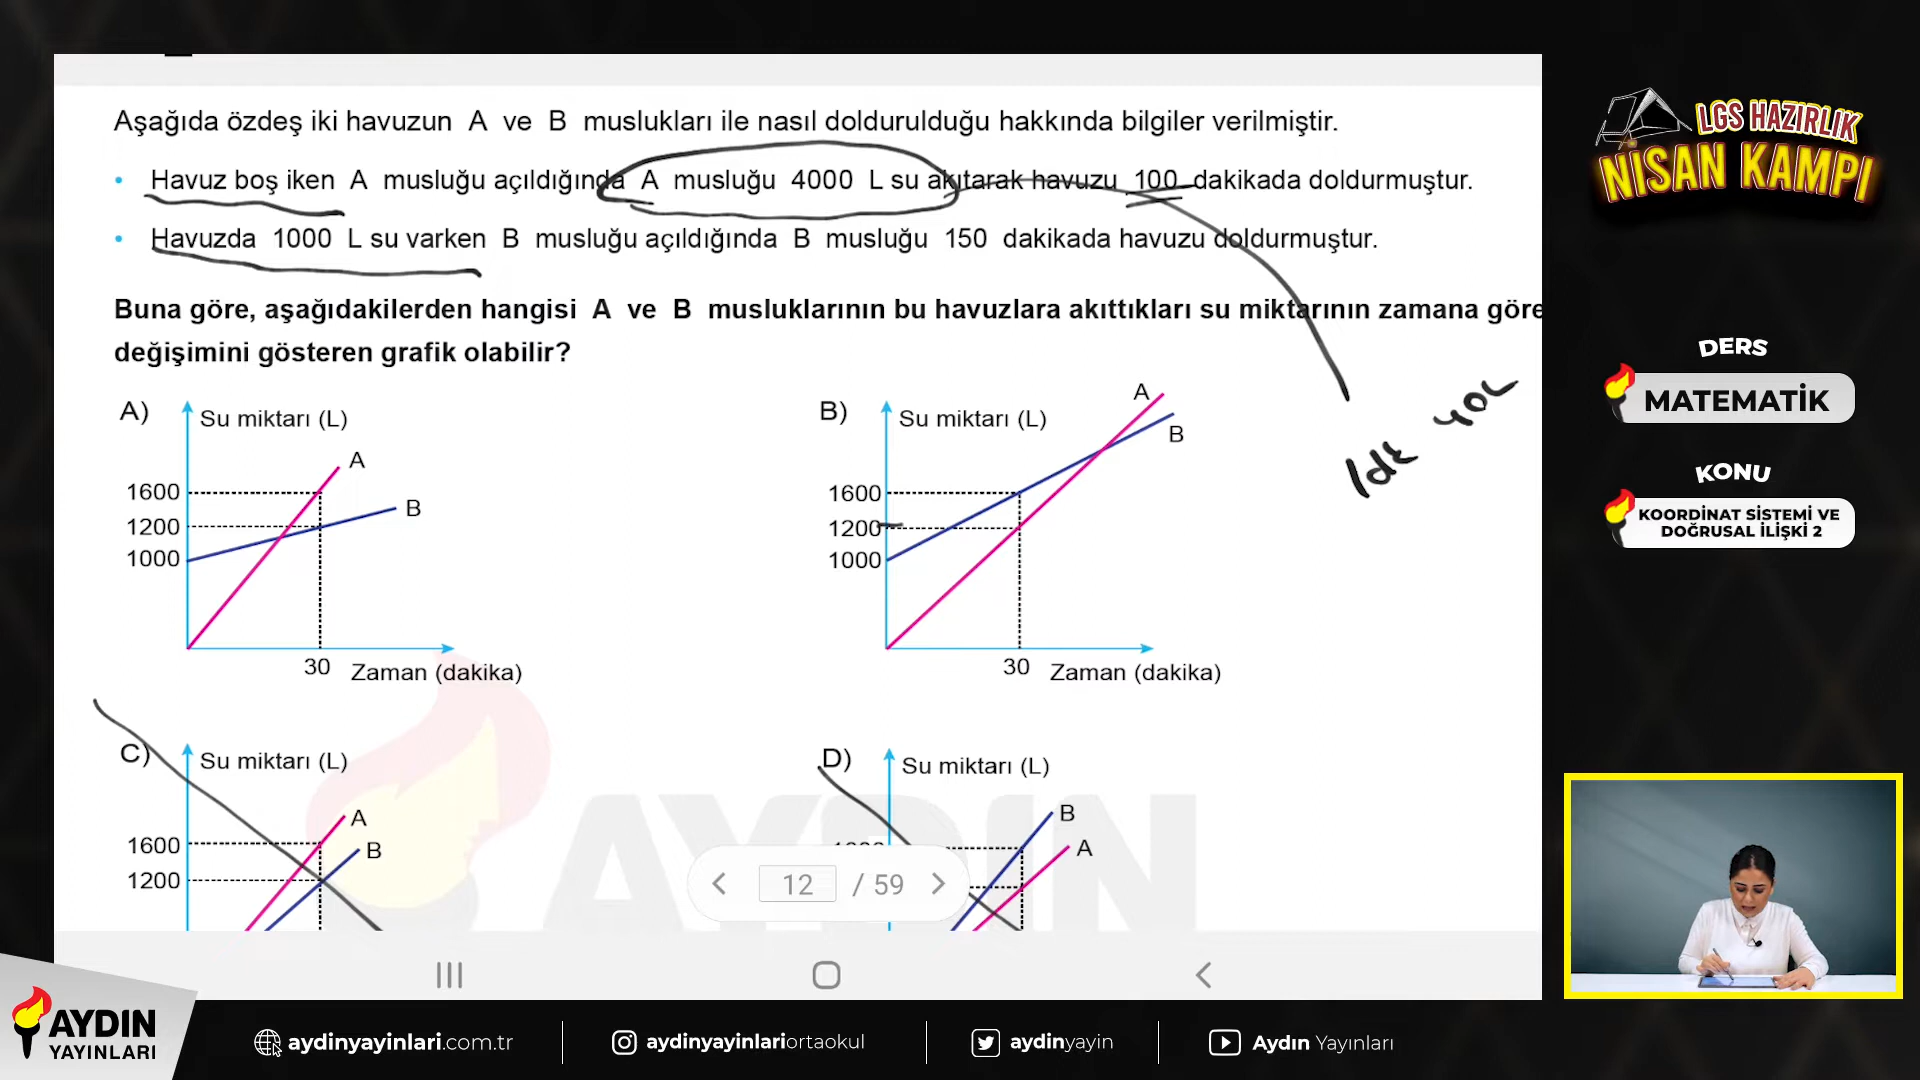 Aşağıda özdeş iki havuzun A ve B muslukları ile nasıl doldurulduğu hakkında bilgiler verilmiştir.
• Havuz boş iken A musluğu açıldığında A musluğu 4000 L su akıtarak havuzu 100 dakikada doldurmuştur.
• Havuzda 1000 L su varken B musluğu açıldığında B musluğu 150 dakikada havuzu doldurmuştur.
Buna göre, aşağıdakilerden hangisi A ve B musluklarının bu havuzlara akıttıkları su miktarının zamana göre
değişimini gösteren grafik olabilir?
A)
Su miktarı (L)
A
B
1600
1200
1000
30
Zaman (dakika)
B)
Su miktarı (L)
A
B
1600
1200
1000
30
Zaman (dakika)
1dk 40L
C)
Su miktarı (L)
A
B
1600
1200
D)
Su miktarı (L)
B
A
12 / 59
AYDIN
LGS HAZIRLIK
NİSAN KAMPI
DERS
MATEMATİK
KONU
KOORDİNAT SİSTEMİ VE
DOĞRUSAL İLİŞKİ 2
AYDIN
YAYINLARI
aydinyayinlari.com.tr
aydinyayinlariortaokul
aydinyayin
Aydın Yayınları